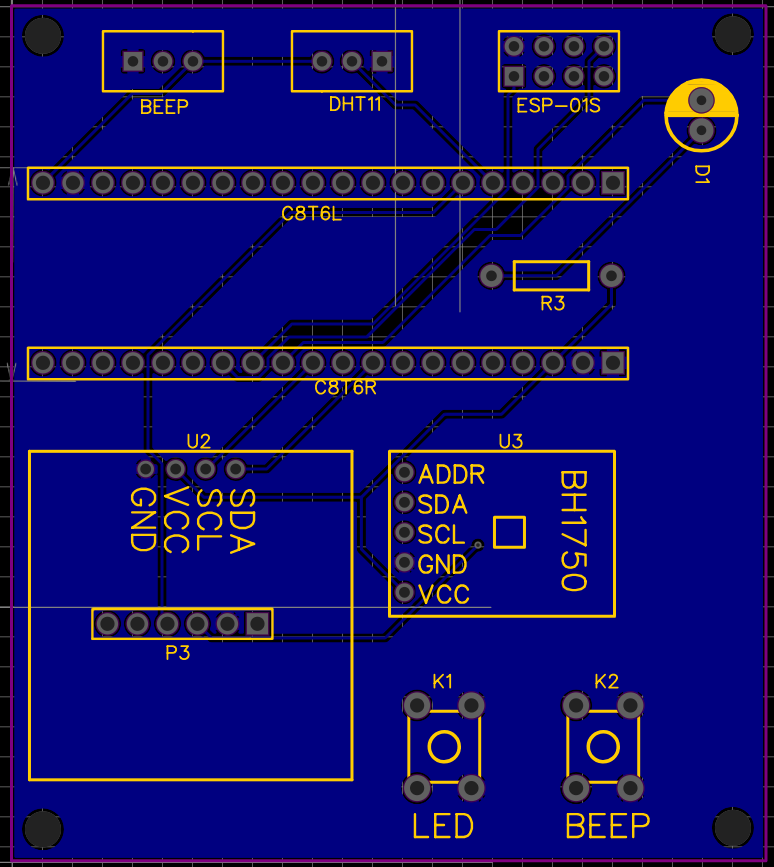 BEEP
DHT11
ESP-01S
D1
C8T6L
R3
C8T6R
U2
U3
GND
VCC
SCL
SDA
ADDR
SDA
SCL
GND
VCC
BH1750
P3
K1
K2
LED
BEEP